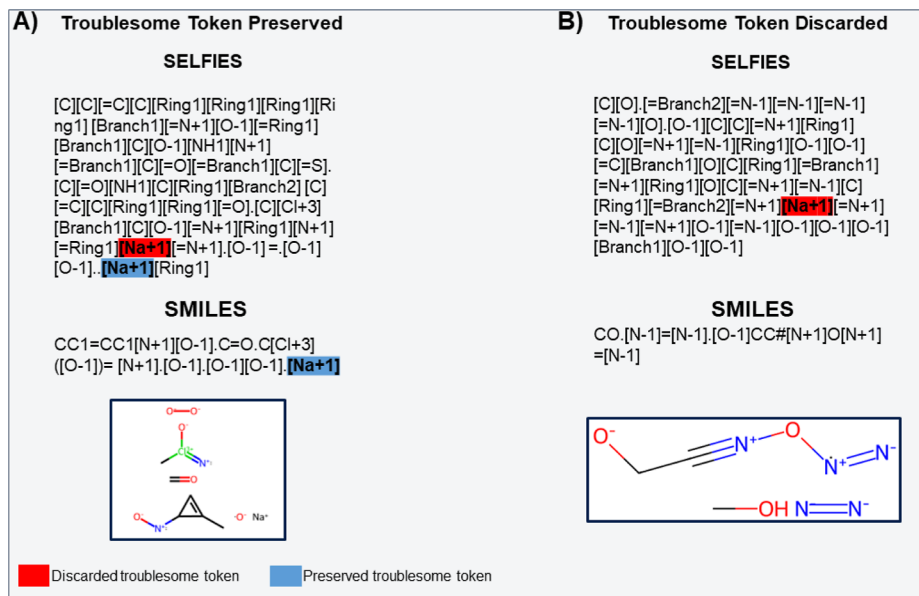 A) Troublesome Token Preserved
SELFIES
[C][C][=C][C][Ring1][Ring1][Ring1][Ri
ng1] [Branch1][=N+1][O-1][=Ring1]
[Branch1][C][O-1][NH1][N+1]
[=Branch1][C][=O][=Branch1][C][=S].
[C][=O][NH1][C][Ring1][Branch2] [C]
[=C][C][Ring1][Ring1][=O].[C][Cl+3]
[Branch1][C][O-1][=N+1][Ring1][N+1]
[=Ring1][Na+1][=N+1].[O-1] =.[O-1]
[O-1]..[Na+1][Ring1]
SMILES
CC1=CC1[N+1][O-1].C=O.C[Cl+3]
([O-1])= [N+1].[O-1].[O-1][O-1].[Na+1]
O⁺ O⁻
O⁻
Cl³⁺
N⁺:
O
O⁻
N⁺:
·O⁻ Na⁺
B) Troublesome Token Discarded
SELFIES
[C][O].[=Branch2][=N-1][=N-1][=N-1]
[=N-1][O].[O-1][C][C][=N+1][Ring1]
[C][O][=N+1][=N-1][Ring1][O-1][O-1]
[=C][Branch1][O][C][Ring1][=Branch1]
[=N+1][Ring1][O][C][=N+1][=N-1][C]
[Ring1][=Branch2][=N+1][Na+1][=N+1]
[=N-1][=N+1][O-1][=N-1][O-1][O-1][O-1]
[Branch1][O-1][O-1]
SMILES
CO.[N-1]=[N-1].[O-1]CC#[N+1]O[N+1]
=[N-1]
O⁻ N⁺ O N⁺ N⁻
OH N⁻ N⁻
Discarded troublesome token
Preserved troublesome token